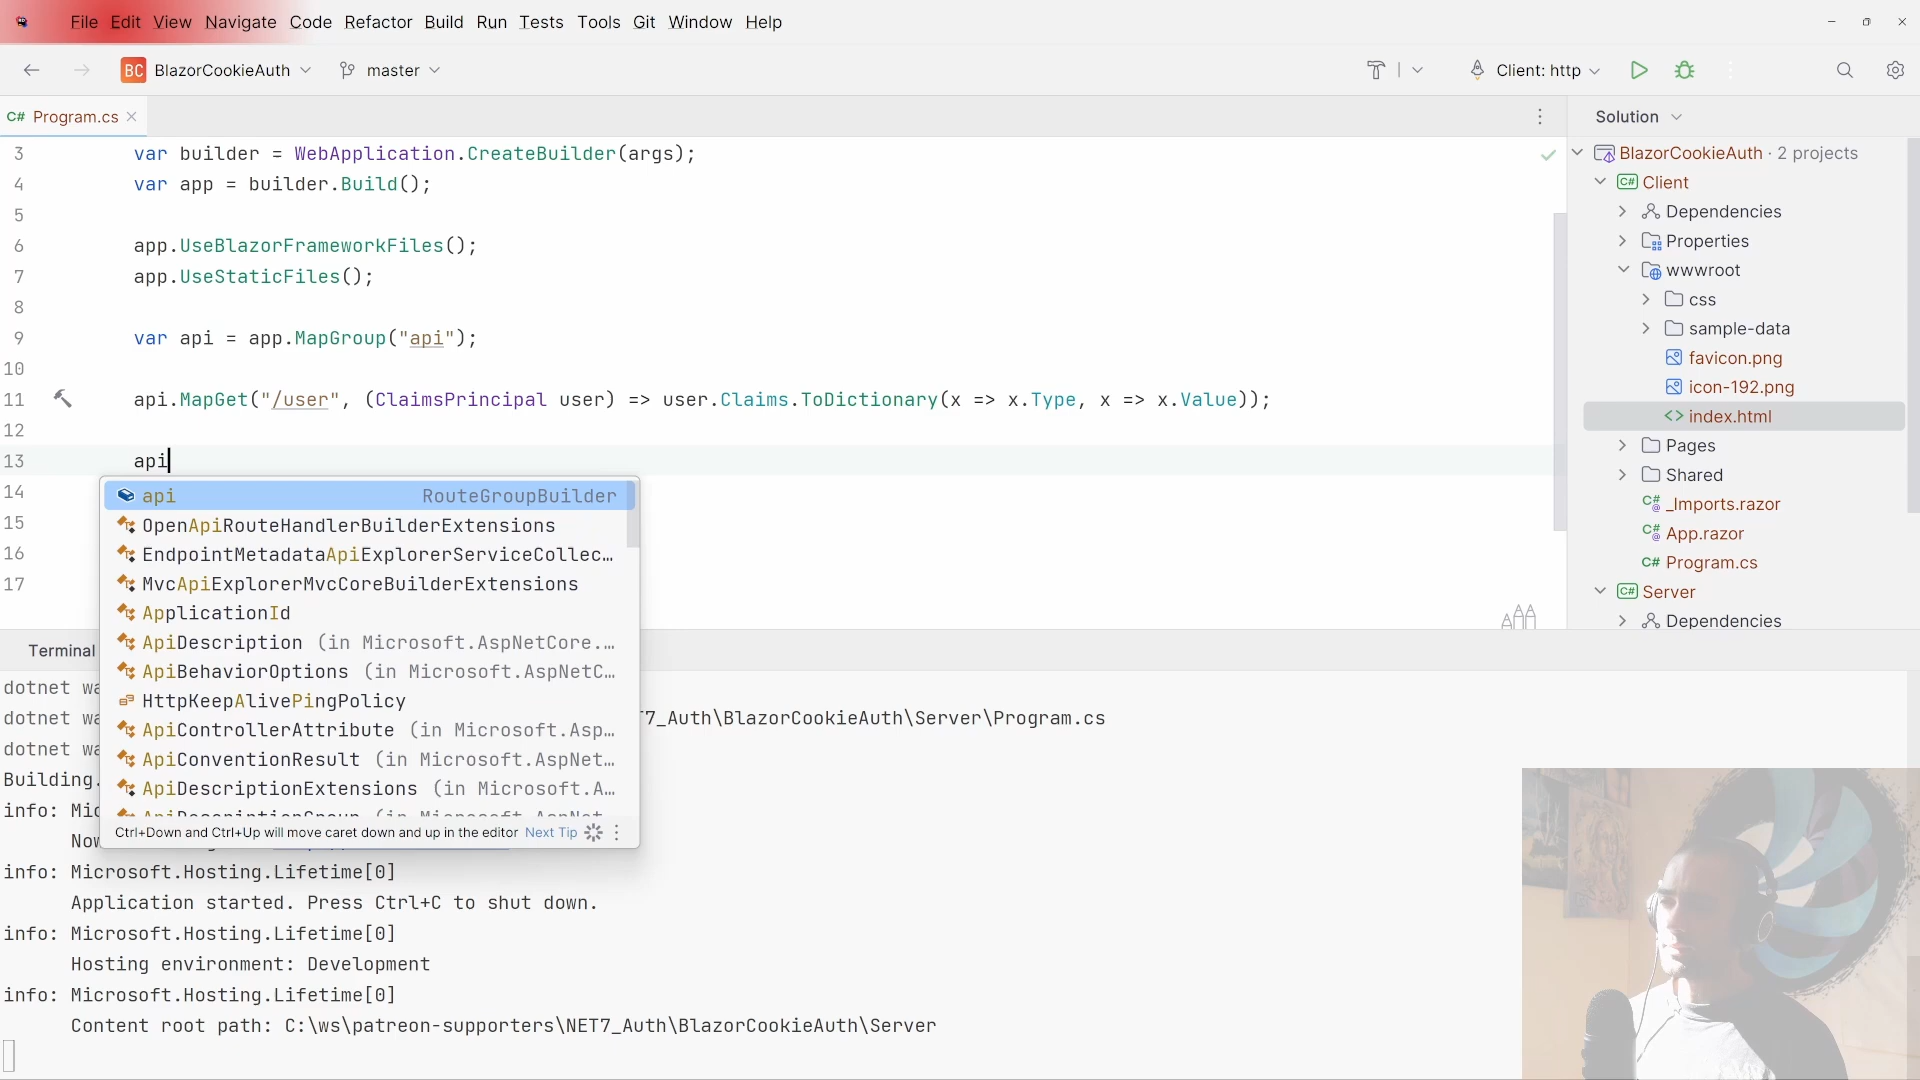 File Edit View Navigate Code Refactor Build Run Tests Tools Git Window Help
BC BlazorCookieAuth master Client: http
C# Program.cs
Solution
3 var builder = WebApplication.CreateBuilder(args);
4 var app = builder.Build();
5
6 app.UseBlazorFrameworkFiles();
7 app.UseStaticFiles();
8
9 var api = app.MapGroup("api");
10
11 api.MapGet("/user", (ClaimsPrincipal user) => user.Claims.ToDictionary(x => x.Type, x => x.Value));
12
13 api
14
15
16
17
api RouteGroupBuilder
OpenApiRouteHandlerBuilderExtensions
EndpointMetadataApiExplorerServiceCollec…
MvcApiExplorerMvcCoreBuilderExtensions
ApplicationId
ApiDescription (in Microsoft.AspNetCore.…
ApiBehaviorOptions (in Microsoft.AspNetC…
HttpKeepAlivePingPolicy
ApiControllerAttribute (in Microsoft.Asp…
ApiConventionResult (in Microsoft.AspNet…
ApiDescriptionExtensions (in Microsoft.A…
Ctrl+Down and Ctrl+Up will move caret down and up in the editor Next Tip
BlazorCookieAuth · 2 projects
C# Client
Dependencies
Properties
wwwroot
css
sample-data
favicon.png
icon-192.png
<> index.html
Pages
Shared
C# @ _Imports.razor
C# @ App.razor
C# Program.cs
C# Server
Dependencies
Terminal
dotnet wa
dotnet wa T7_Auth\BlazorCookieAuth\Server\Program.cs
dotnet wa
Building.
info: Mic
Now
info: Microsoft.Hosting.Lifetime[0]
Application started. Press Ctrl+C to shut down.
info: Microsoft.Hosting.Lifetime[0]
Hosting environment: Development
info: Microsoft.Hosting.Lifetime[0]
Content root path: C:\ws\patreon-supporters\NET7_Auth\BlazorCookieAuth\Server